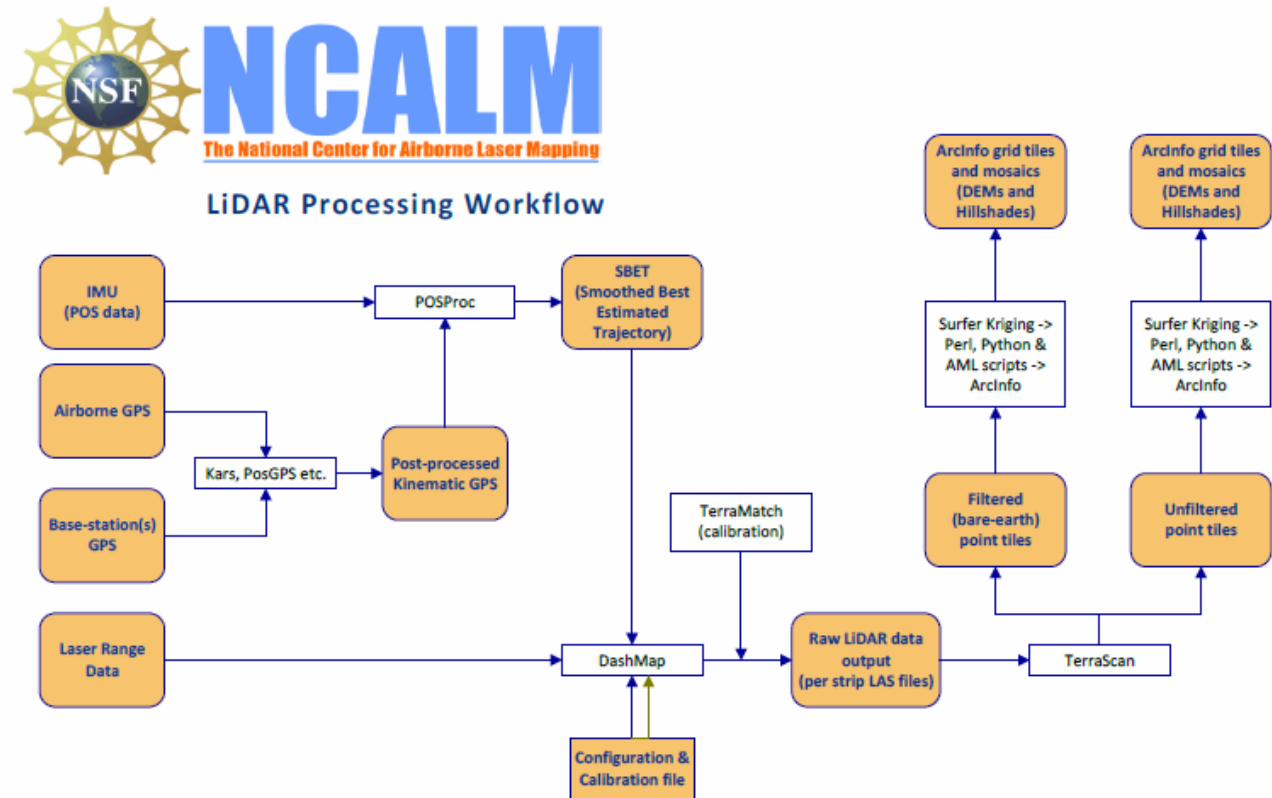 NSF
NCALM
The National Center for Airborne Laser Mapping
LiDAR Processing Workflow
IMU
(POS data)
POSProc
SBET
(Smoothed Best
Estimated
Trajectory)
Airborne GPS
Kars, PosGPS etc.
Post-processed
Kinematic GPS
Base-station(s)
GPS
Laser Range
Data
DashMap
Configuration &
Calibration file
TerraMatch
(calibration)
Raw LiDAR data
output
(per strip LAS files)
TerraScan
Filtered
(bare-earth)
point tiles
Unfiltered
point tiles
Surfer Kriging ->
Perl, Python &
AML scripts ->
ArcInfo
Surfer Kriging ->
Perl, Python &
AML scripts ->
ArcInfo
ArcInfo grid tiles
and mosaics
(DEMs and
Hillshades)
ArcInfo grid tiles
and mosaics
(DEMs and
Hillshades)